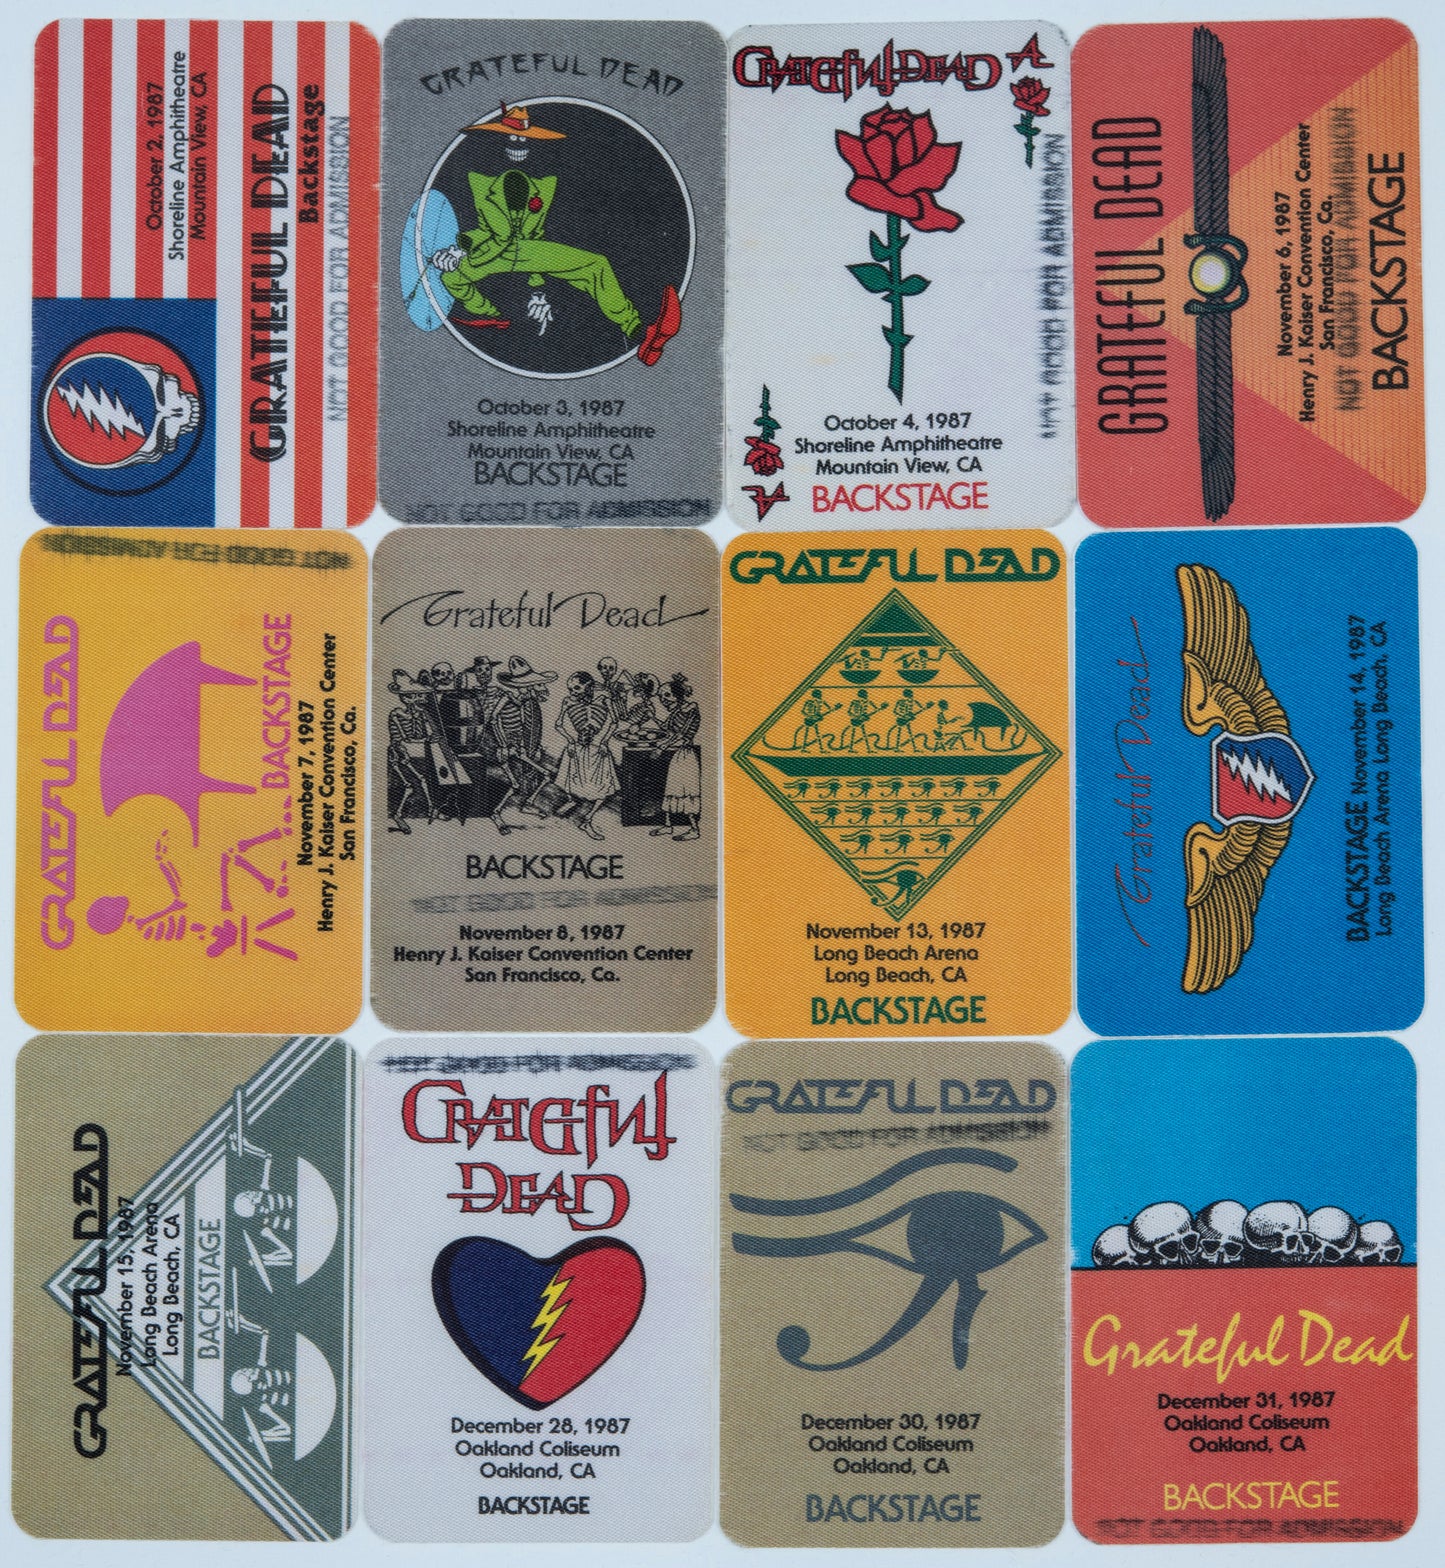 October 2, 1987
Shoreline Amphitheatre
Mountain View, CA
GRATEFUL DEAD
Backstage
NOT GOOD FOR ADMISSION
GRATEFUL DEAD
October 3, 1987
Shoreline Amphitheatre
Mountain View, CA
BACKSTAGE
NOT GOOD FOR ADMISSION
GRATEFUL DEAD
A
NOT GOOD FOR ADMISSION
October 4, 1987
Shoreline Amphitheatre
Mountain View, CA
A
BACKSTAGE
GRATEFUL DEAD
November 6, 1987
Henry J. Kaiser Convention Center
San Francisco, Ca.
NOT GOOD FOR ADMISSION
BACKSTAGE
NOT GOOD FOR ADMISSION
GRATEFUL DEAD
BACKSTAGE
November 7, 1987
Henry J. Kaiser Convention Center
San Francisco, Ca.
Grateful Dead
BACKSTAGE
NOT GOOD FOR ADMISSION
November 8, 1987
Henry J. Kaiser Convention Center
San Francisco, Ca.
GRATEFUL DEAD
November 13, 1987
Long Beach Arena
Long Beach, CA
BACKSTAGE
Grateful Dead
BACKSTAGE November 14, 1987
Long Beach Arena Long Beach, CA
GRATEFUL DEAD
November 15, 1987
Long Beach Arena
Long Beach, CA
BACKSTAGE
NOT GOOD FOR ADMISSION
GRATEFUL
DEAD
December 28, 1987
Oakland Coliseum
Oakland, CA
BACKSTAGE
GRATEFUL DEAD
NOT GOOD FOR ADMISSION
December 30, 1987
Oakland Coliseum
Oakland, CA
BACKSTAGE
Grateful Dead
December 31, 1987
Oakland Coliseum
Oakland, CA
BACKSTAGE
NOT GOOD FOR ADMISSION